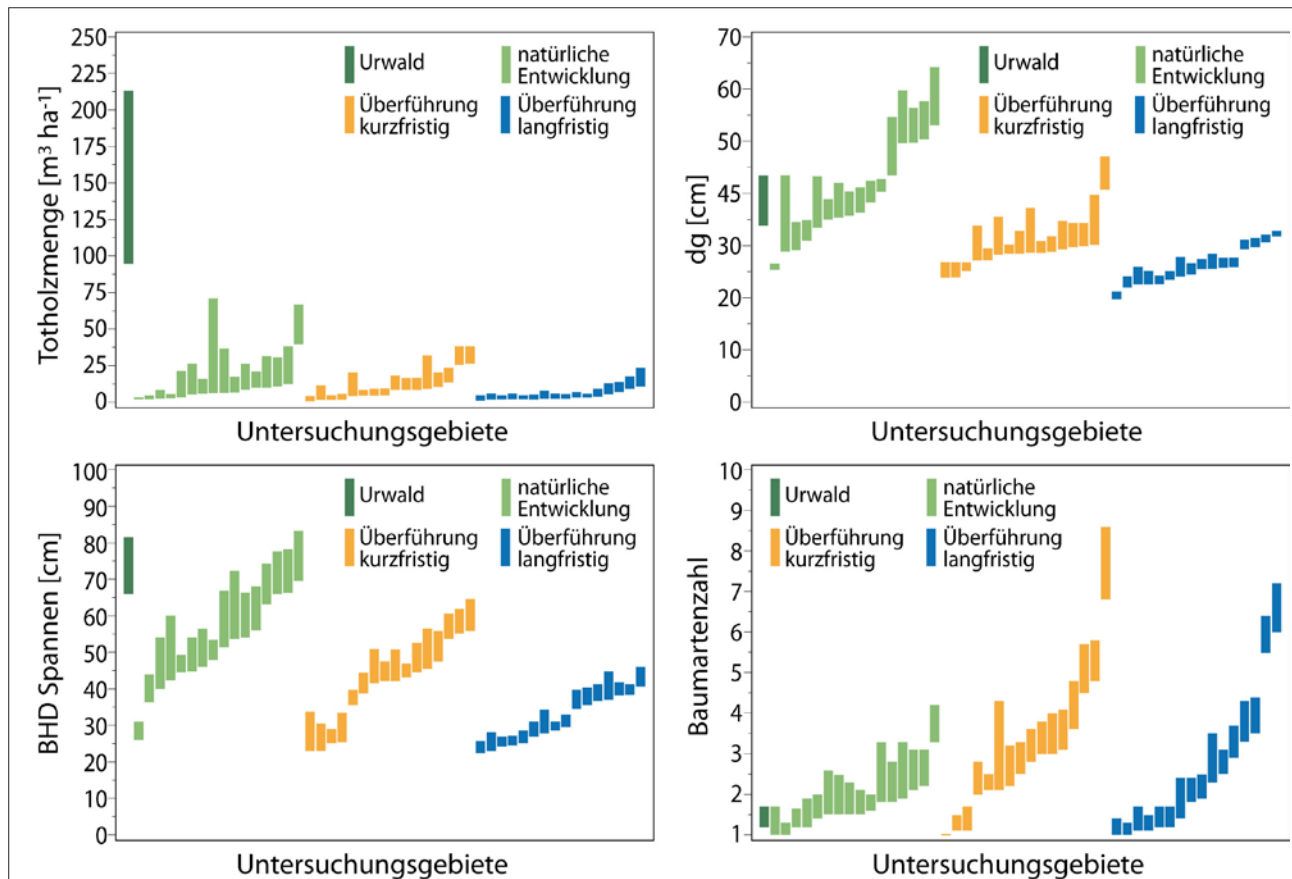 Totholzmenge [m³ ha⁻¹]
250
225
200
175
150
125
100
75
50
25
0
Urwald
natürliche
Entwicklung
Überführung
kurzfristig
Überführung
langfristig
Untersuchungsgebiete
dg [cm]
70
60
50
45
30
20
10
0
Urwald
natürliche
Entwicklung
Überführung
kurzfristig
Überführung
langfristig
Untersuchungsgebiete
BHD Spannen [cm]
100
90
80
70
60
50
40
30
20
10
0
Urwald
natürliche
Entwicklung
Überführung
kurzfristig
Überführung
langfristig
Untersuchungsgebiete
Baumartenzahl
10
9
8
7
6
5
4
3
2
1
Urwald
natürliche
Entwicklung
Überführung
kurzfristig
Überführung
langfristig
Untersuchungsgebiete